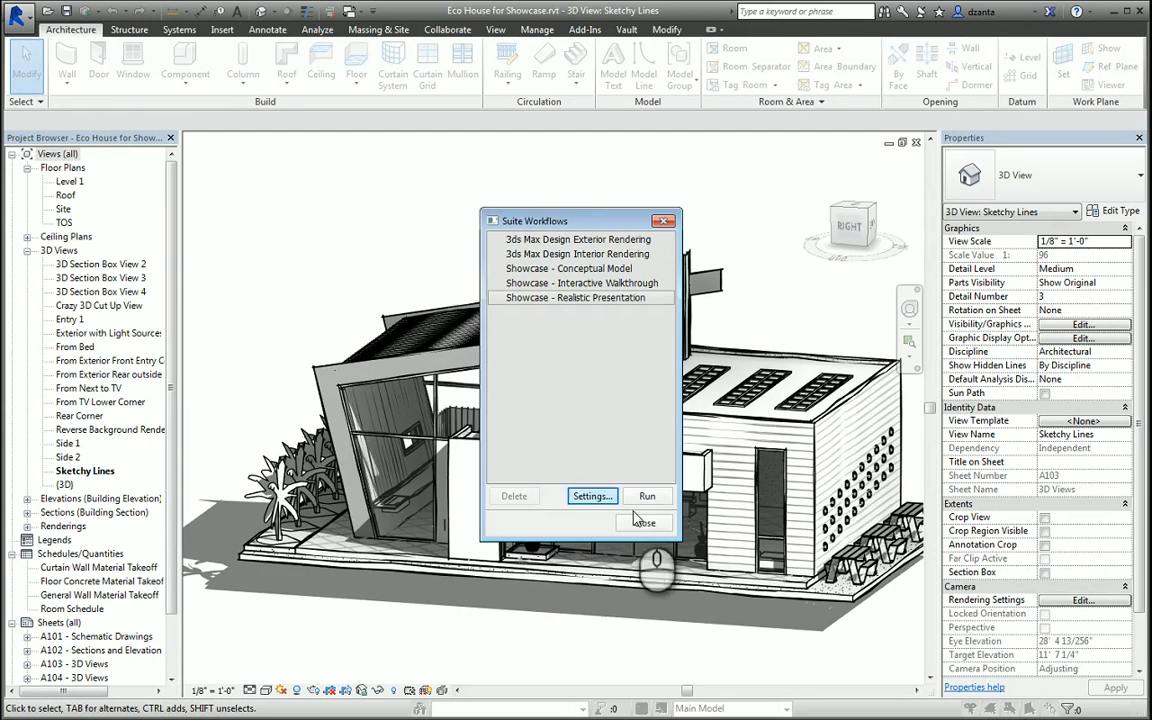 Eco House for Showcase.rvt - 3D View: Sketchy Lines
Type a keyword or phrase
dzanta
Architecture Structure Systems Insert Annotate Analyze Massing & Site Collaborate View Manage Add-Ins Vault Modify
Modify Wall Door Window Component Column Roof Ceiling Floor Curtain System Curtain Grid Mullion Railing Ramp Stair Model Text Model Line Model Group
Room Room Separator Tag Room
Area Area Boundary Tag Area
By Face Shaft Wall Vertical Dormer
Level Grid
Set Show Ref Plane Viewer
Select Build Circulation Model Room & Area Opening Datum Work Plane
Project Browser - Eco House for Showc...
Views (all)
Floor Plans
Level 1
Roof
Site
TOS
Ceiling Plans
3D Views
3D Section Box View 2
3D Section Box View 3
3D Section Box View 4
Crazy 3D Cut Up View
Entry 1
Exterior with Light Source:
From Bed
From Exterior Front Entry C
From Exterior Rear outside
From Next to TV
From TV Lower Corner
Rear Corner
Reverse Background Rende
Side 1
Side 2
Sketchy Lines
{3D}
Elevations (Building Elevation)
Sections (Building Section)
Renderings
Legends
Schedules/Quantities
Curtain Wall Material Takeof
Floor Concrete Material Takeof
General Wall Material Takeof
Room Schedule
Sheets (all)
A101 - Schematic Drawings
A102 - Sections and Elevation
A103 - 3D Views
A104 - 3D Views
RIGHT
Suite Workflows
3ds Max Design Exterior Rendering
3ds Max Design Interior Rendering
Showcase - Conceptual Model
Showcase - Interactive Walkthrough
Showcase - Realistic Presentation
Delete Settings... Run
ose
Properties
3D View
3D View: Sketchy Lines Edit Type
Graphics
View Scale 1/8" = 1'-0"
Scale Value 1: 96
Detail Level Medium
Parts Visibility Show Original
Detail Number 3
Rotation on Sheet None
Visibility/Graphics ... Edit...
Graphic Display Opt... Edit...
Discipline Architectural
Show Hidden Lines By Discipline
Default Analysis Dis... None
Sun Path
Identity Data
View Template <None>
View Name Sketchy Lines
Dependency Independent
Title on Sheet
Sheet Number A103
Sheet Name 3D Views
Extents
Crop View
Crop Region Visible
Annotation Crop
Far Clip Active
Section Box
Camera
Rendering Settings Edit...
Locked Orientation
Perspective
Eye Elevation 28' 4 13/256"
Target Elevation 11' 7 1/4"
Camera Position Adjusting
Properties help Apply
1/8" = 1'-0"
Click to select, TAB for alternates, CTRL adds, SHIFT unselects.
:0
Main Model
:0